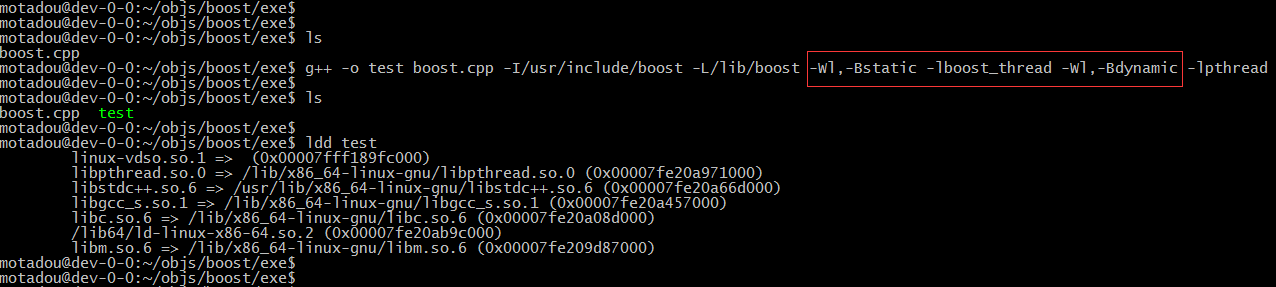 motadou@dev-0-0:~/objs/boost/exe$
motadou@dev-0-0:~/objs/boost/exe$
motadou@dev-0-0:~/objs/boost/exe$ ls
boost.cpp
motadou@dev-0-0:~/objs/boost/exe$ g++ -o test boost.cpp -I/usr/include/boost -L/lib/boost -Wl,-Bstatic -lboost_thread -Wl,-Bdynamic -lpthread
motadou@dev-0-0:~/objs/boost/exe$
motadou@dev-0-0:~/objs/boost/exe$ ls
boost.cpp  test
motadou@dev-0-0:~/objs/boost/exe$
motadou@dev-0-0:~/objs/boost/exe$ ldd test
linux-vdso.so.1 =>  (0x00007fff189fc000)
libpthread.so.0 => /lib/x86_64-linux-gnu/libpthread.so.0 (0x00007fe20a971000)
libstdc++.so.6 => /usr/lib/x86_64-linux-gnu/libstdc++.so.6 (0x00007fe20a66d000)
libgcc_s.so.1 => /lib/x86_64-linux-gnu/libgcc_s.so.1 (0x00007fe20a457000)
libc.so.6 => /lib/x86_64-linux-gnu/libc.so.6 (0x00007fe20a08d000)
/lib64/ld-linux-x86-64.so.2 (0x00007fe20ab9c000)
libm.so.6 => /lib/x86_64-linux-gnu/libm.so.6 (0x00007fe209d87000)
motadou@dev-0-0:~/objs/boost/exe$
motadou@dev-0-0:~/objs/boost/exe$